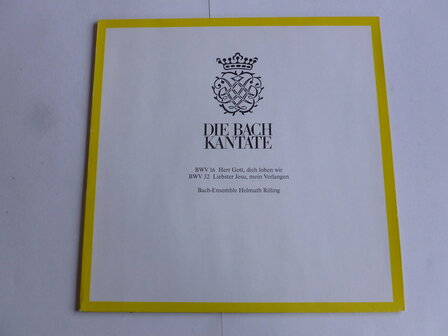 DIE BACH
KANTATE
BWV 16 Herr Gott, dich loben wir
BWV 32 Liebster Jesu, mein Verlangen
Bach-Ensemble Helmuth Rilling